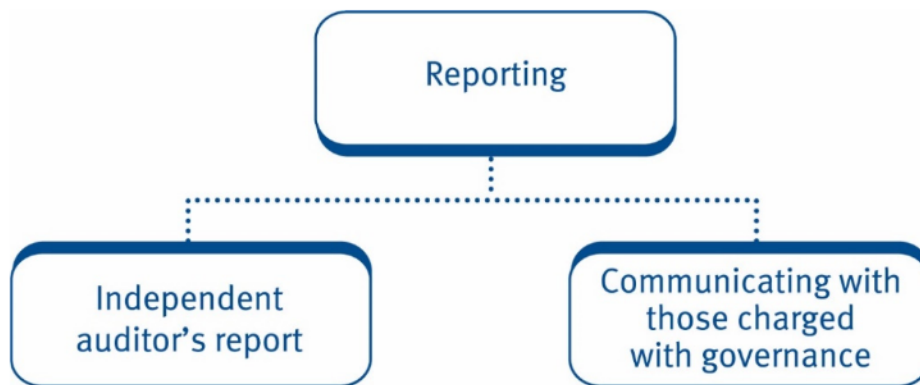 Reporting
Independent
auditor’s report
Communicating with
those charged
with governance